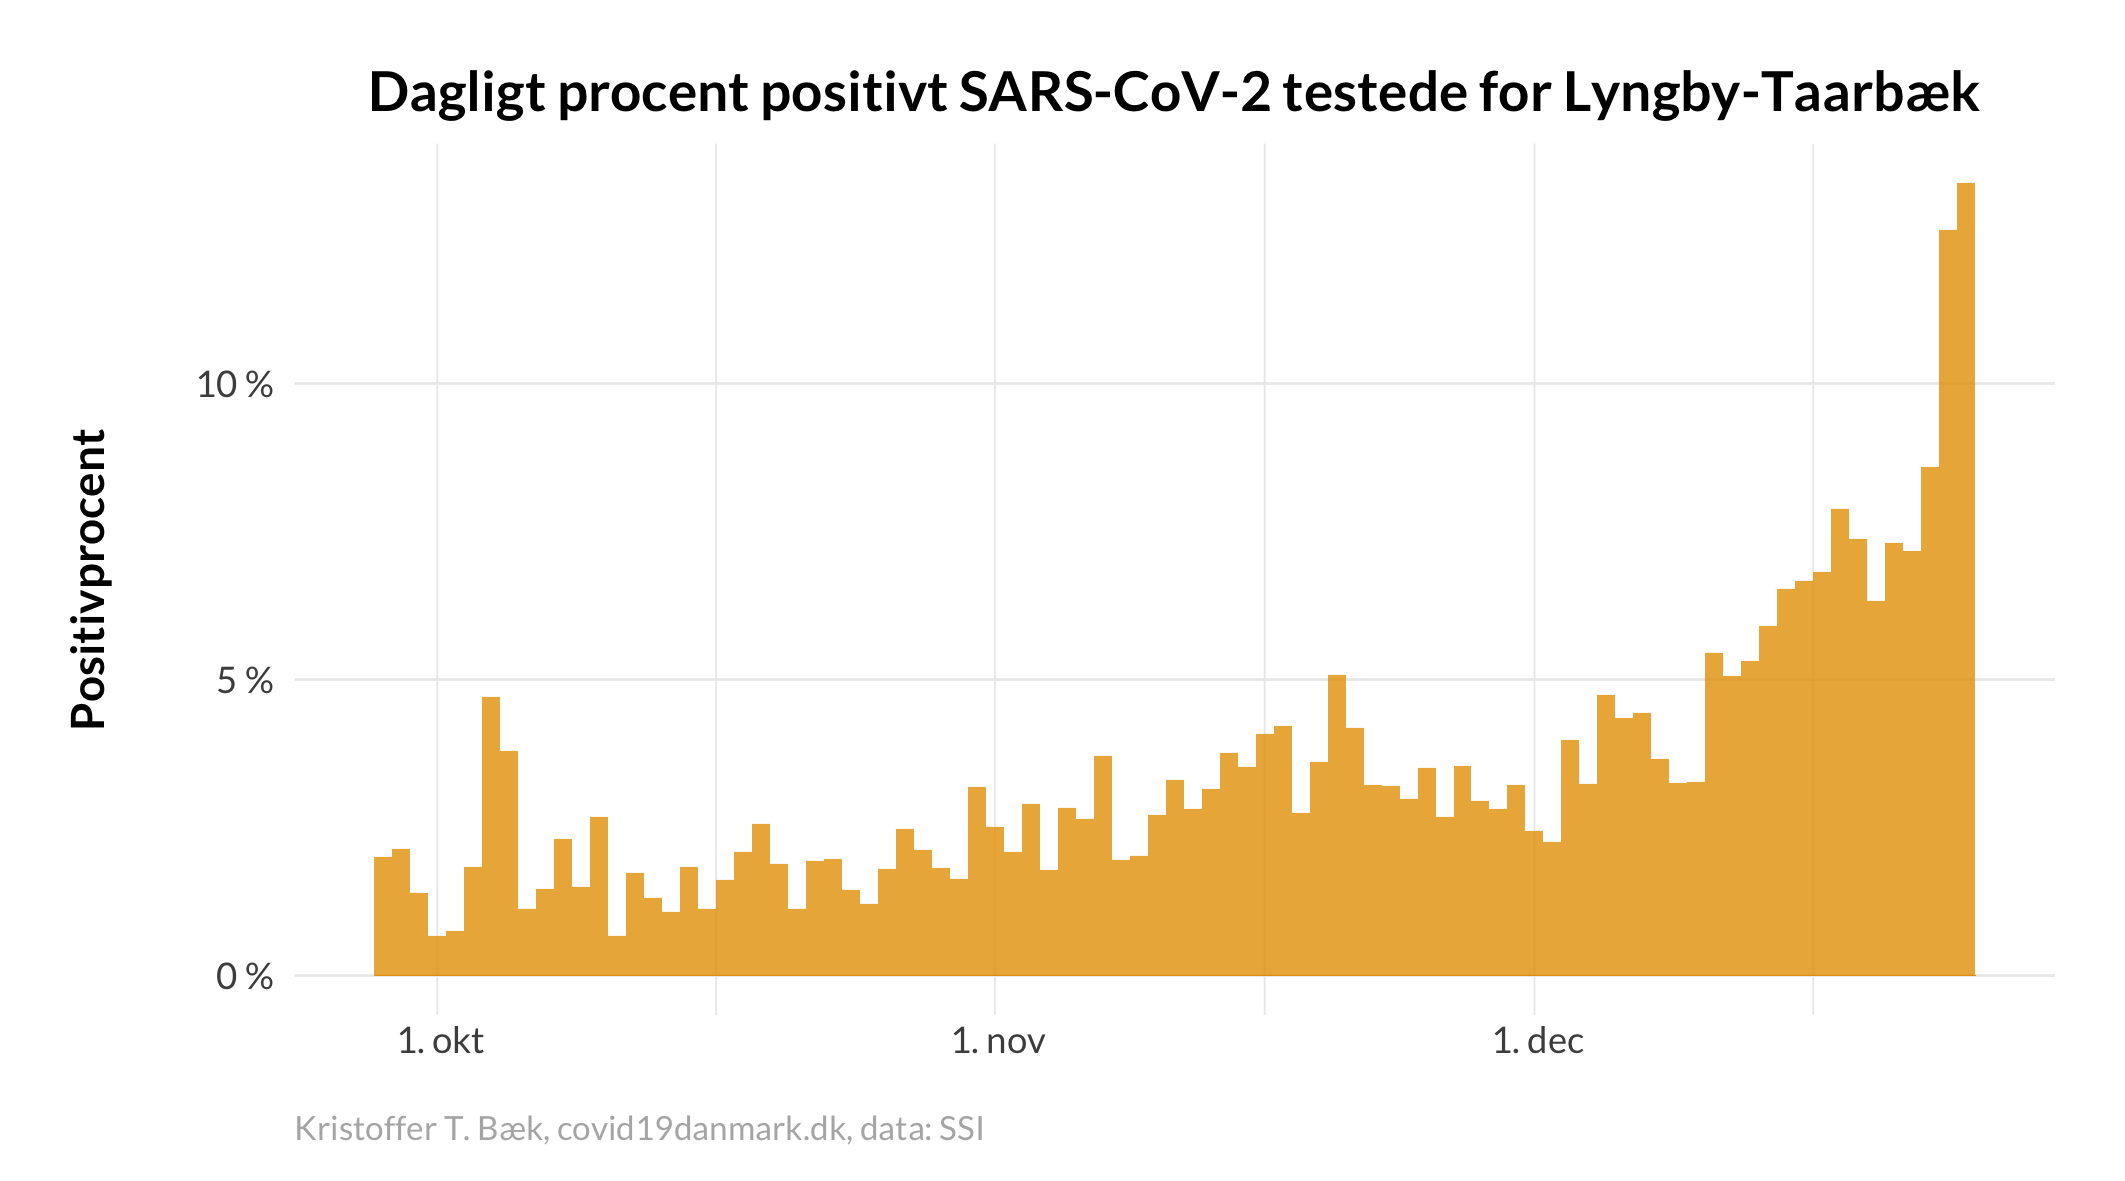 Dagligt procent positivt SARS-CoV-2 testede for Lyngby-Taarbæk
Positivprocent
10 %
5 %
0 %
1. okt
1. nov
1. dec
Kristoffer T. Bæk, covid19danmark.dk, data: SSI